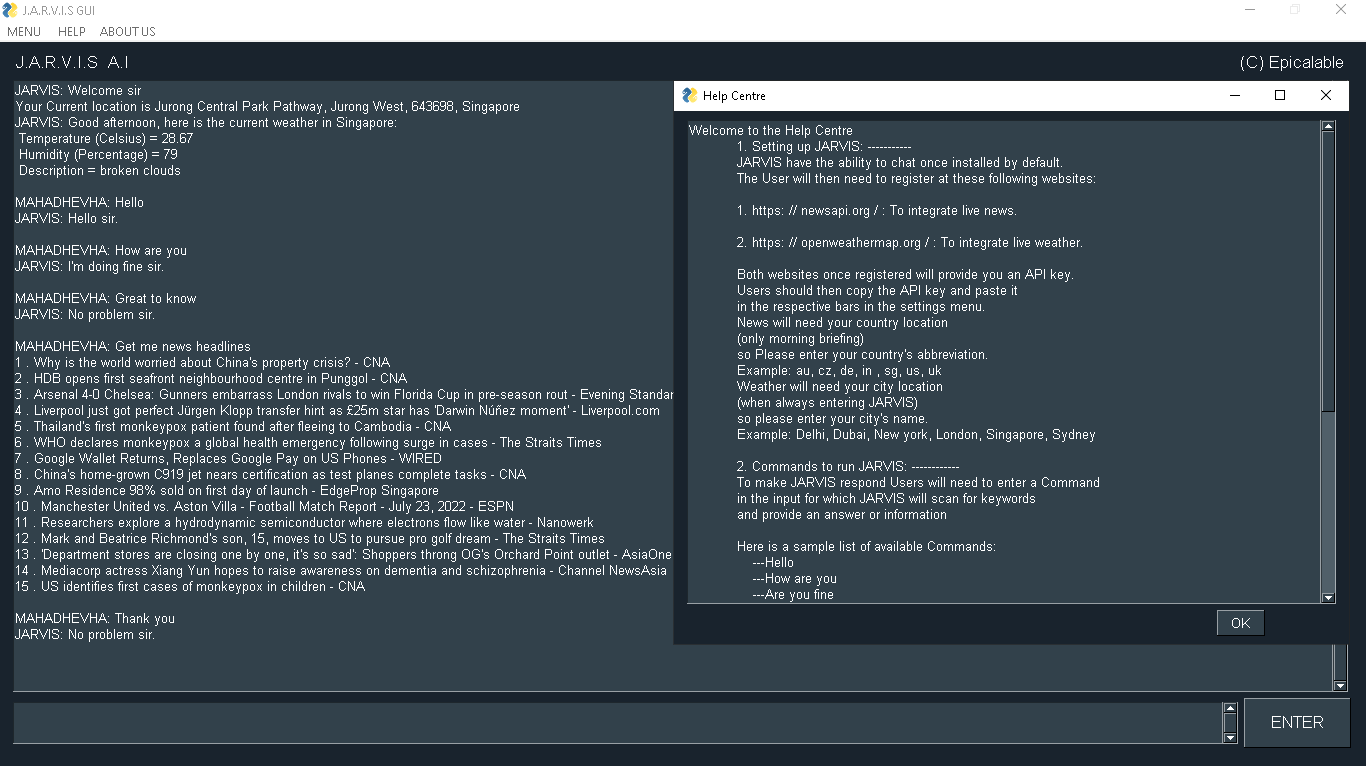 J.A.R.V.I.S GUI
MENU HELP ABOUT US
J.A.R.V.I.S A.I
(C) Epicalable
JARVIS: Welcome sir
Your Current location is Jurong Central Park Pathway, Jurong West, 643698, Singapore
JARVIS: Good afternoon, here is the current weather in Singapore:
Temperature (Celsius) = 28.67
Humidity (Percentage) = 79
Description = broken clouds
MAHADHEVHA: Hello
JARVIS: Hello sir.
MAHADHEVHA: How are you
JARVIS: I'm doing fine sir.
MAHADHEVHA: Great to know
JARVIS: No problem sir.
MAHADHEVHA: Get me news headlines
1 . Why is the world worried about China's property crisis? - CNA
2 . HDB opens first seafront neighbourhood centre in Punggol - CNA
3 . Arsenal 4-0 Chelsea: Gunners embarrass London rivals to win Florida Cup in pre-season rout - Evening Standar
4 . Liverpool just got perfect Jürgen Klopp transfer hint as £25m star has 'Darwin Núñez moment' - Liverpool.com
5 . Thailand's first monkeypox patient found after fleeing to Cambodia - CNA
6 . WHO declares monkeypox a global health emergency following surge in cases - The Straits Times
7 . Google Wallet Returns, Replaces Google Pay on US Phones - WIRED
8 . China's home-grown C919 jet nears certification as test planes complete tasks - CNA
9 . Amo Residence 98% sold on first day of launch - EdgeProp Singapore
10 . Manchester United vs. Aston Villa - Football Match Report - July 23, 2022 - ESPN
11 . Researchers explore a hydrodynamic semiconductor where electrons flow like water - Nanowerk
12 . Mark and Beatrice Richmond's son, 15, moves to US to pursue pro golf dream - The Straits Times
13 . 'Department stores are closing one by one, it's so sad': Shoppers throng OG's Orchard Point outlet - AsiaOne
14 . Mediacorp actress Xiang Yun hopes to raise awareness on dementia and schizophrenia - Channel NewsAsia
15 . US identifies first cases of monkeypox in children - CNA
MAHADHEVHA: Thank you
JARVIS: No problem sir.
ENTER
Help Centre
Welcome to the Help Centre
1. Setting up JARVIS: -----------
JARVIS have the ability to chat once installed by default.
The User will then need to register at these following websites:
1. https: // newsapi.org / : To integrate live news.
2. https: // openweathermap.org / : To integrate live weather.
Both websites once registered will provide you an API key.
Users should then copy the API key and paste it
in the respective bars in the settings menu.
News will need your country location
(only morning briefing)
so Please enter your country's abbreviation.
Example: au, cz, de, in , sg, us, uk
Weather will need your city location
(when always entering JARVIS)
so please enter your city's name.
Example: Delhi, Dubai, New york, London, Singapore, Sydney
2. Commands to run JARVIS: ------------
To make JARVIS respond Users will need to enter a Command
in the input for which JARVIS will scan for keywords
and provide an answer or information
Here is a sample list of available Commands:
---Hello
---How are you
---Are you fine
OK